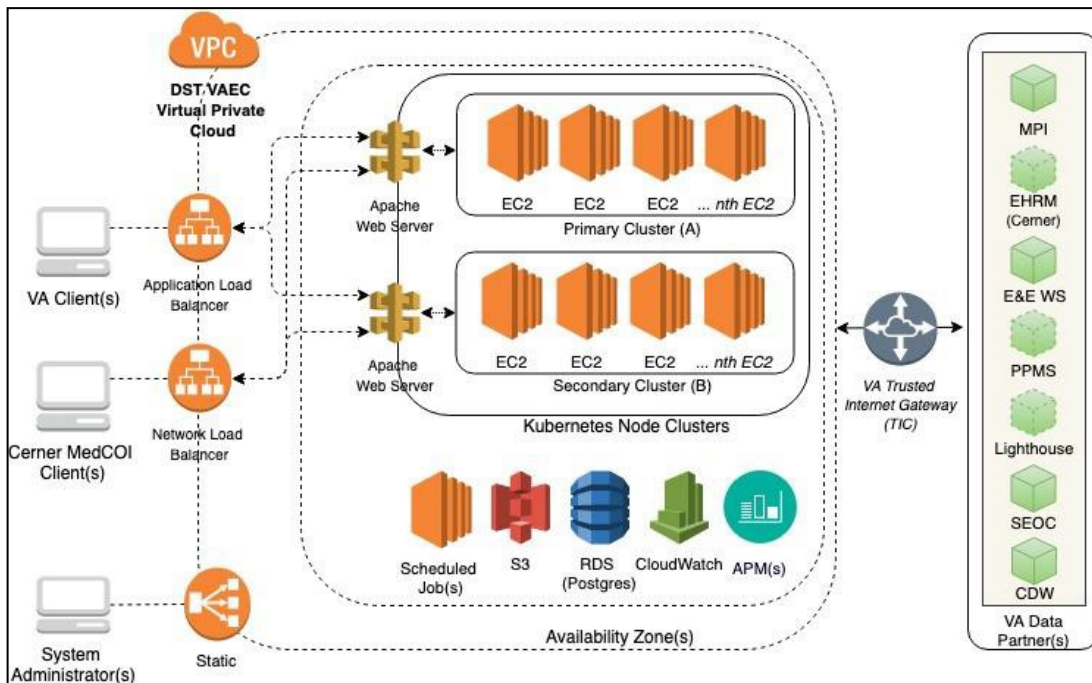 VPC
DST VAEC
Virtual Private
Cloud
VA Client(s)
Application Load
Balancer
Cerner MedCOI
Client(s)
Network Load
Balancer
System
Administrator(s)
Static
Apache
Web Server
EC2
EC2
EC2
... nth EC2
Primary Cluster (A)
Apache
Web Server
EC2
EC2
EC2
... nth EC2
Secondary Cluster (B)
Kubernetes Node Clusters
Scheduled
Job(s)
S3
RDS
(Postgres)
CloudWatch
APM(s)
Availability Zone(s)
VA Trusted
Internet Gateway
(TIC)
MPI
EHRM
(Cerner)
E&E WS
PPMS
Lighthouse
SEOC
CDW
VA Data
Partner(s)